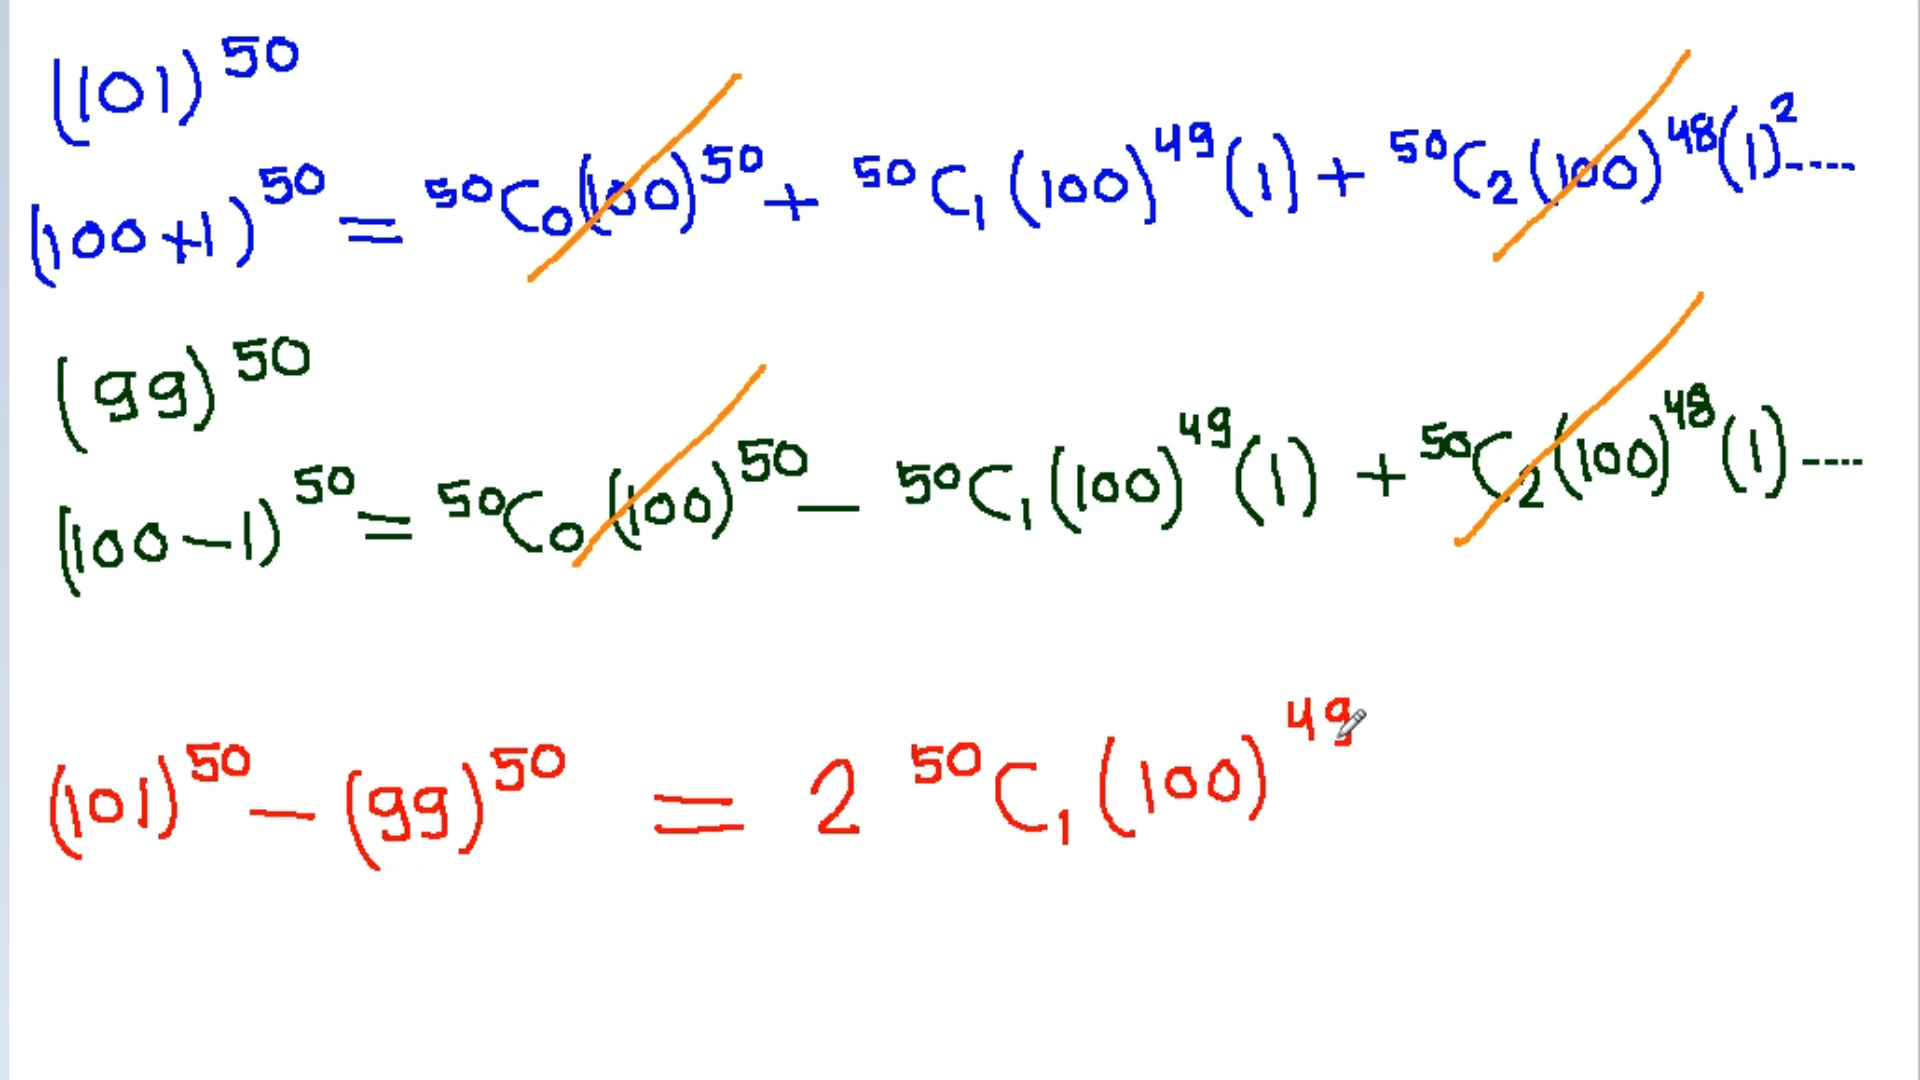 (101)^50
(100+1)^50 = ^50C_0(100)^50 + ^50C_1(100)^49(1) + ^50C_2(100)^48(1)^2----
(99)^50
(100-1)^50 = ^50C_0(100)^50 - ^50C_1(100)^49(1) + ^50C_2(100)^48(1)----
(101)^50 - (99)^50 = 2 ^50C_1(100)^49